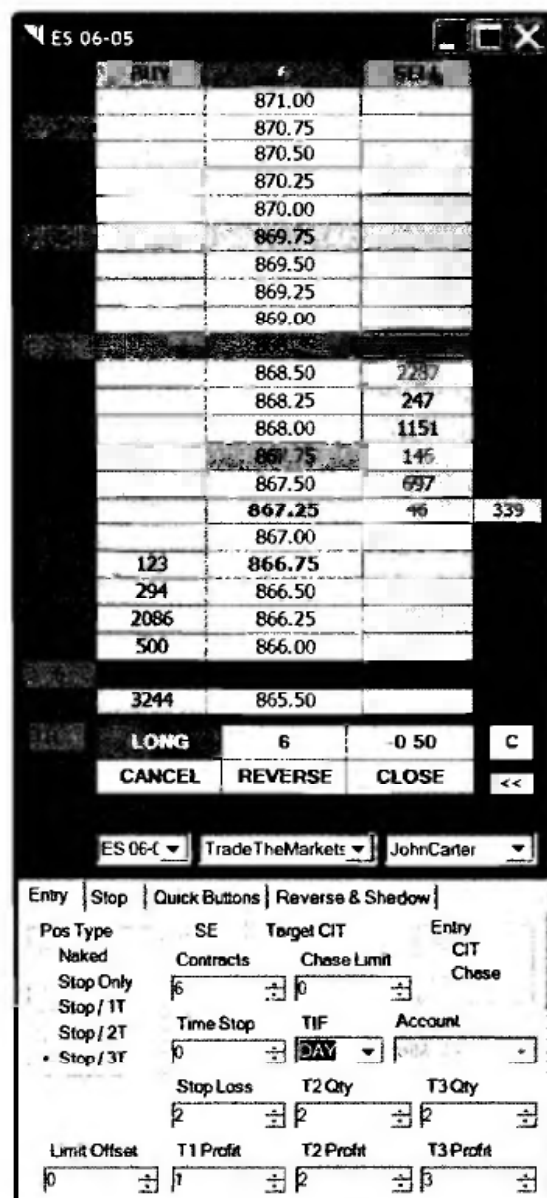 ES 06-05
BUY SELL
871.00
870.75
870.50
870.25
870.00
869.75
869.50
869.25
869.00
868.50 2287
868.25 247
868.00 1151
867.75 146
867.50 697
867.25 46 339
867.00
123 866.75
294 866.50
2086 866.25
500 866.00
3244 865.50
LONG 6 -0 50 C
CANCEL REVERSE CLOSE <<
ES 06-0 TradeTheMarkets JohnCarter
Entry Stop Quick Buttons Reverse & Shedow
Pos Type SE Target CIT Entry
Naked Contracts Chase Limit CIT
Stop Only 6 0 Chase
Stop / 1T Time Stop TIF Account
Stop / 2T 0 DAY
• Stop / 3T
Stop Loss T2 Qty T3 Qty
2 2 2
Limit Offset T1 Profit T2 Profit T3 Profit
0 1 2 3